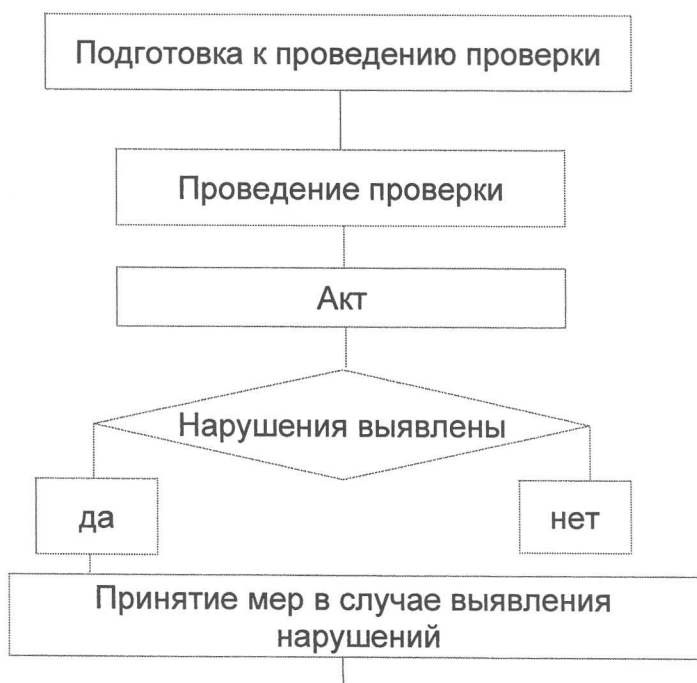 Подготовка к проведению проверки
Проведение проверки
Акт
Нарушения выявлены
да
нет
Принятие мер в случае выявления
нарушений